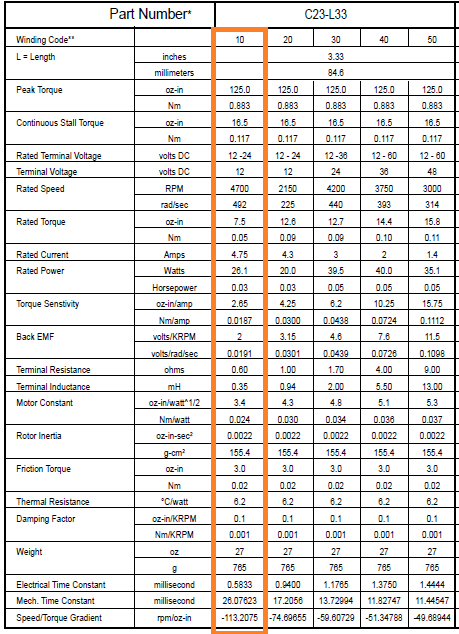 Part Number* C23-L33
Winding Code** 10 20 30 40 50
L = Length inches 3.33
millimeters 84.6
Peak Torque oz-in 125.0 125.0 125.0 125.0 125.0
Nm 0.883 0.883 0.883 0.883 0.883
Continuous Stall Torque oz-in 16.5 16.5 16.5 16.5 16.5
Nm 0.117 0.117 0.117 0.117 0.117
Rated Terminal Voltage volts DC 12 -24 12 - 24 12 -36 12 - 60 12 - 60
Terminal Voltage volts DC 12 12 24 36 48
Rated Speed RPM 4700 2150 4200 3750 3000
rad/sec 492 225 440 393 314
Rated Torque oz-in 7.5 12.6 12.7 14.4 15.8
Nm 0.05 0.09 0.09 0.10 0.11
Rated Current Amps 4.75 4.3 3 2 1.4
Rated Power Watts 26.1 20.0 39.5 40.0 35.1
Horsepower 0.03 0.03 0.05 0.05 0.05
Torque Senstivity oz-in/amp 2.65 4.25 6.2 10.25 15.75
Nm/amp 0.0187 0.0300 0.0438 0.0724 0.1112
Back EMF volts/KRPM 2 3.15 4.6 7.6 11.5
volts/rad/sec 0.0191 0.0301 0.0439 0.0726 0.1098
Terminal Resistance ohms 0.60 1.00 1.70 4.00 9.00
Terminal Inductance mH 0.35 0.94 2.00 5.50 13.00
Motor Constant oz-in/watt^1/2 3.4 4.3 4.8 5.1 5.3
Nm/watt 0.024 0.030 0.034 0.036 0.037
Rotor Inertia oz-in-sec² 0.0022 0.0022 0.0022 0.0022 0.0022
g-cm² 155.4 155.4 155.4 155.4 155.4
Friction Torque oz-in 3.0 3.0 3.0 3.0 3.0
Nm 0.02 0.02 0.02 0.02 0.02
Thermal Resistance °C/watt 6.2 6.2 6.2 6.2 6.2
Damping Factor oz-in/KRPM 0.1 0.1 0.1 0.1 0.1
Nm/KRPM 0.001 0.001 0.001 0.001 0.001
Weight oz 27 27 27 27 27
g 765 765 765 765 765
Electrical Time Constant millisecond 0.5833 0.9400 1.1765 1.3750 1.4444
Mech. Time Constant millisecond 26.07623 17.2056 13.72994 11.82747 11.44547
Speed/Torque Gradient rpm/oz-in -113.2075 -74.69655 -59.60729 -51.34788 -49.68944